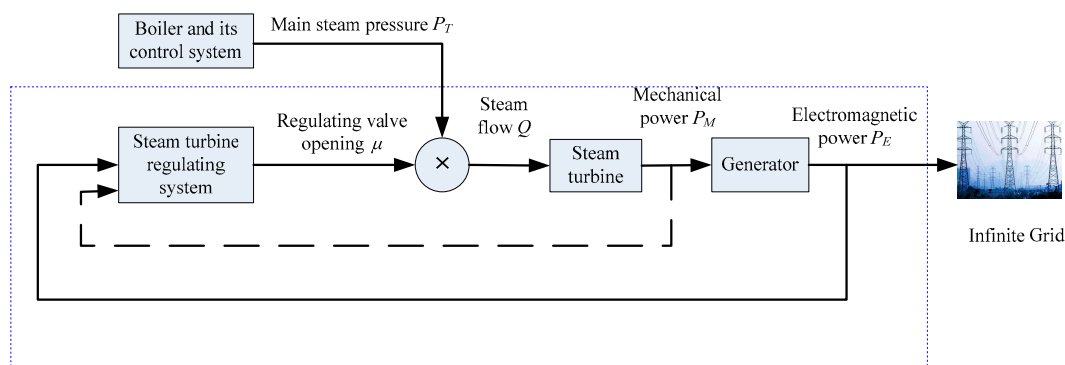 Boiler and its
control system
Main steam pressure P_T
Steam turbine
regulating
system
Regulating valve
opening μ
×
Steam
flow Q
Steam
turbine
Mechanical
power P_M
Generator
Electromagnetic
power P_E
Infinite Grid